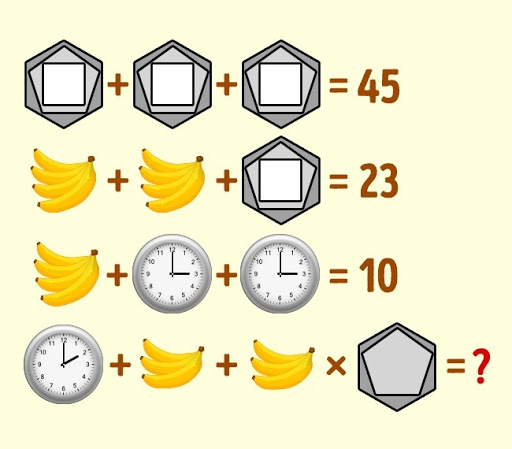 + + = 45
+ + = 23
+ + = 10
+ + × = ?